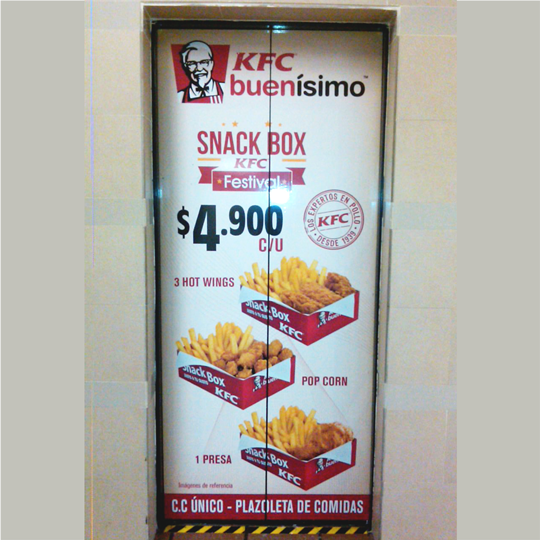 KFC
buenísimo™
SNACK BOX
KFC
Festival
$4.900
C/U
LOS EXPERTOS EN POLLO
KFC
DESDE 1939
3 HOT WINGS
Snack Box
KFC
Snack Box
KFC
POP CORN
Snack Box
KFC
1 PRESA
Imágenes de referencia
C.C ÚNICO - PLAZOLETA DE COMIDAS